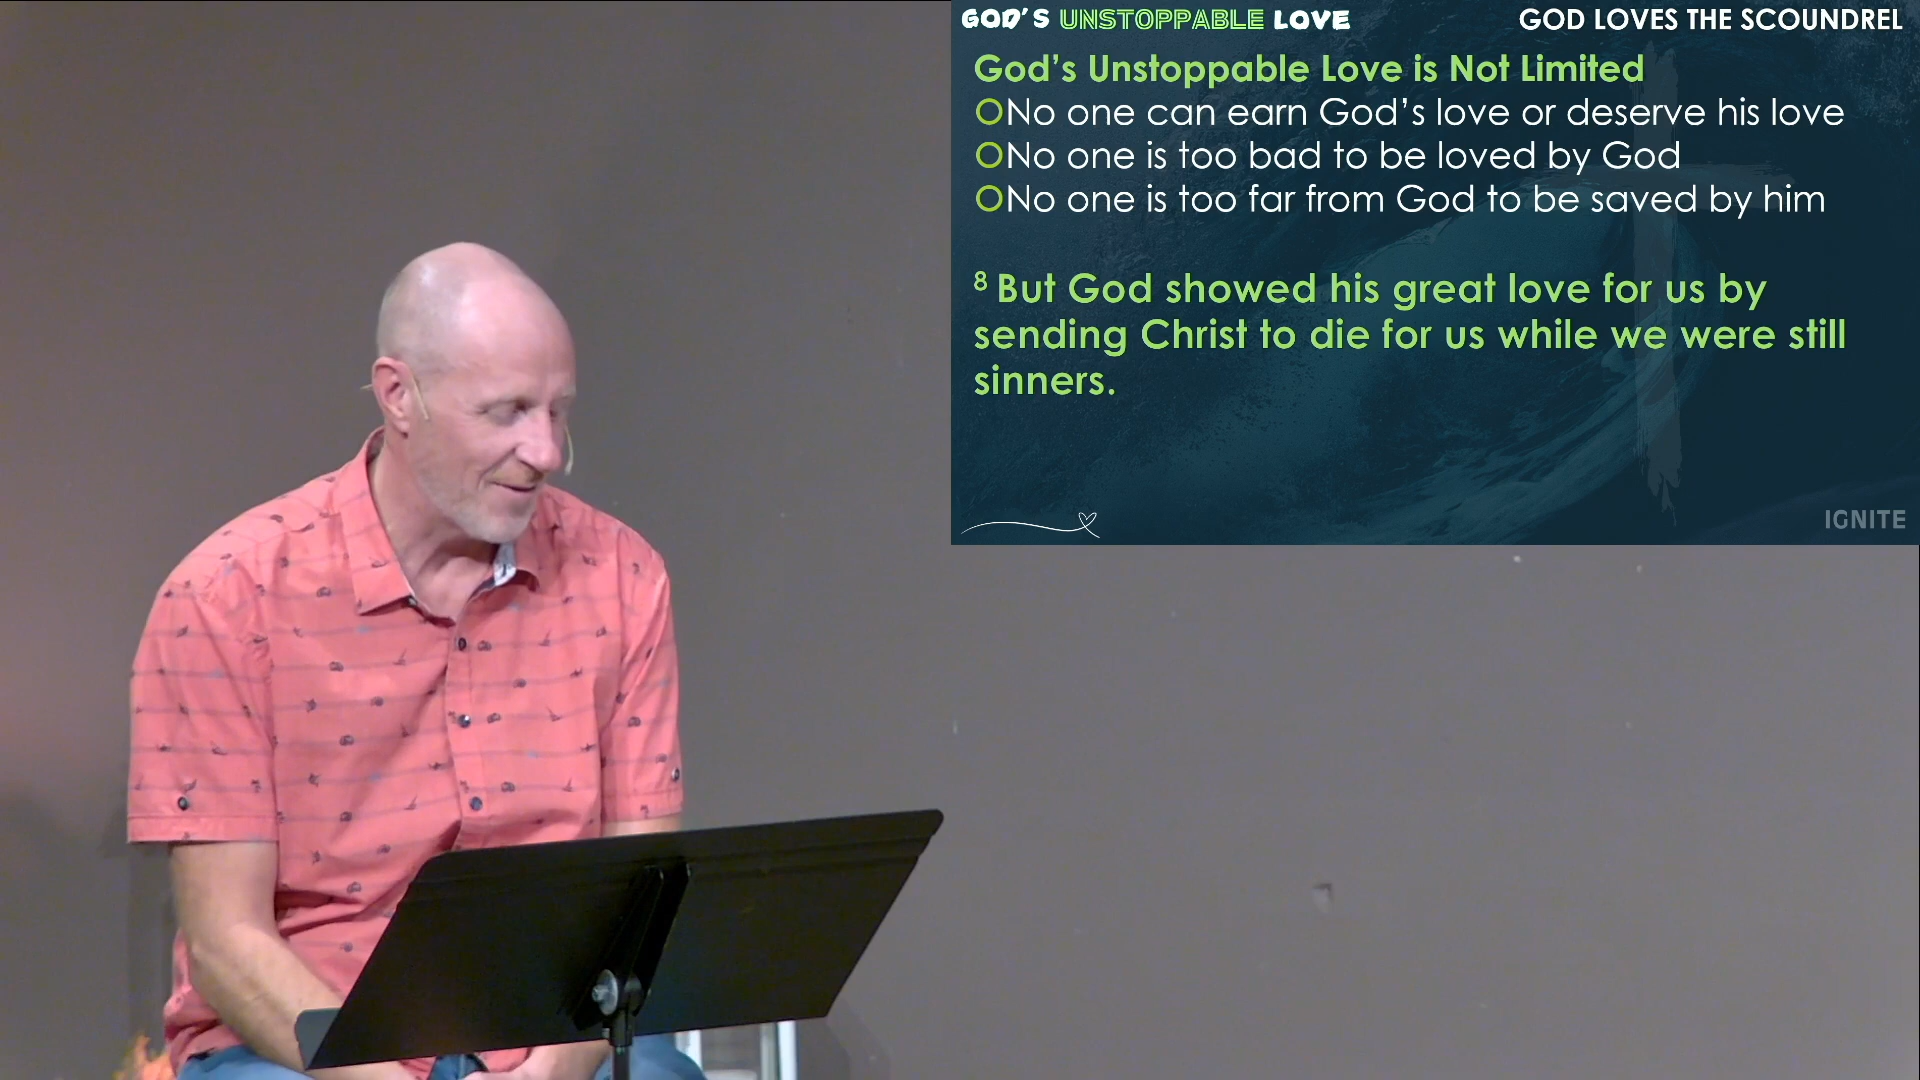 GOD'S UNSTOPPABLE LOVE
GOD LOVES THE SCOUNDREL
God's Unstoppable Love is Not Limited
No one can earn God's love or deserve his love
No one is too bad to be loved by God
No one is too far from God to be saved by him
8 But God showed his great love for us by
sending Christ to die for us while we were still
sinners.
IGNITE